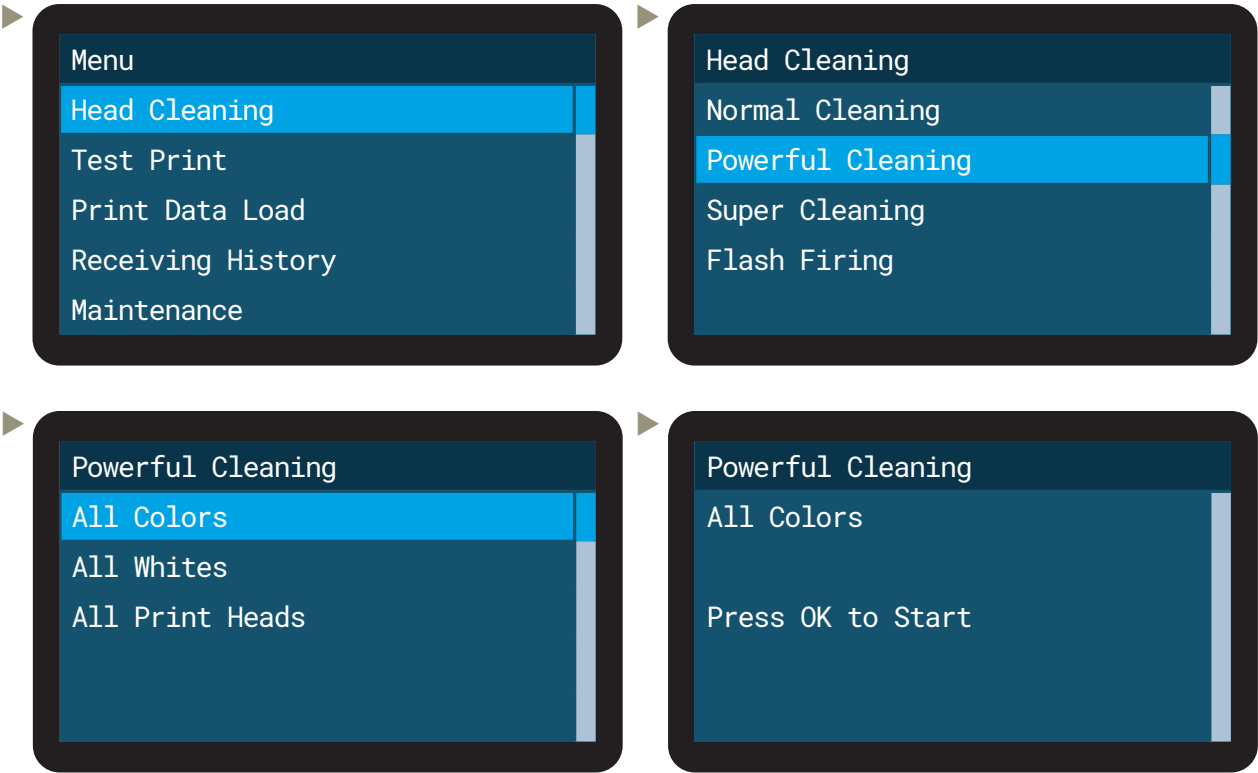 Menu
Head Cleaning
Test Print
Print Data Load
Receiving History
Maintenance
Head Cleaning
Normal Cleaning
Powerful Cleaning
Super Cleaning
Flash Firing
Powerful Cleaning
All Colors
All Whites
All Print Heads
Powerful Cleaning
All Colors
Press OK to Start